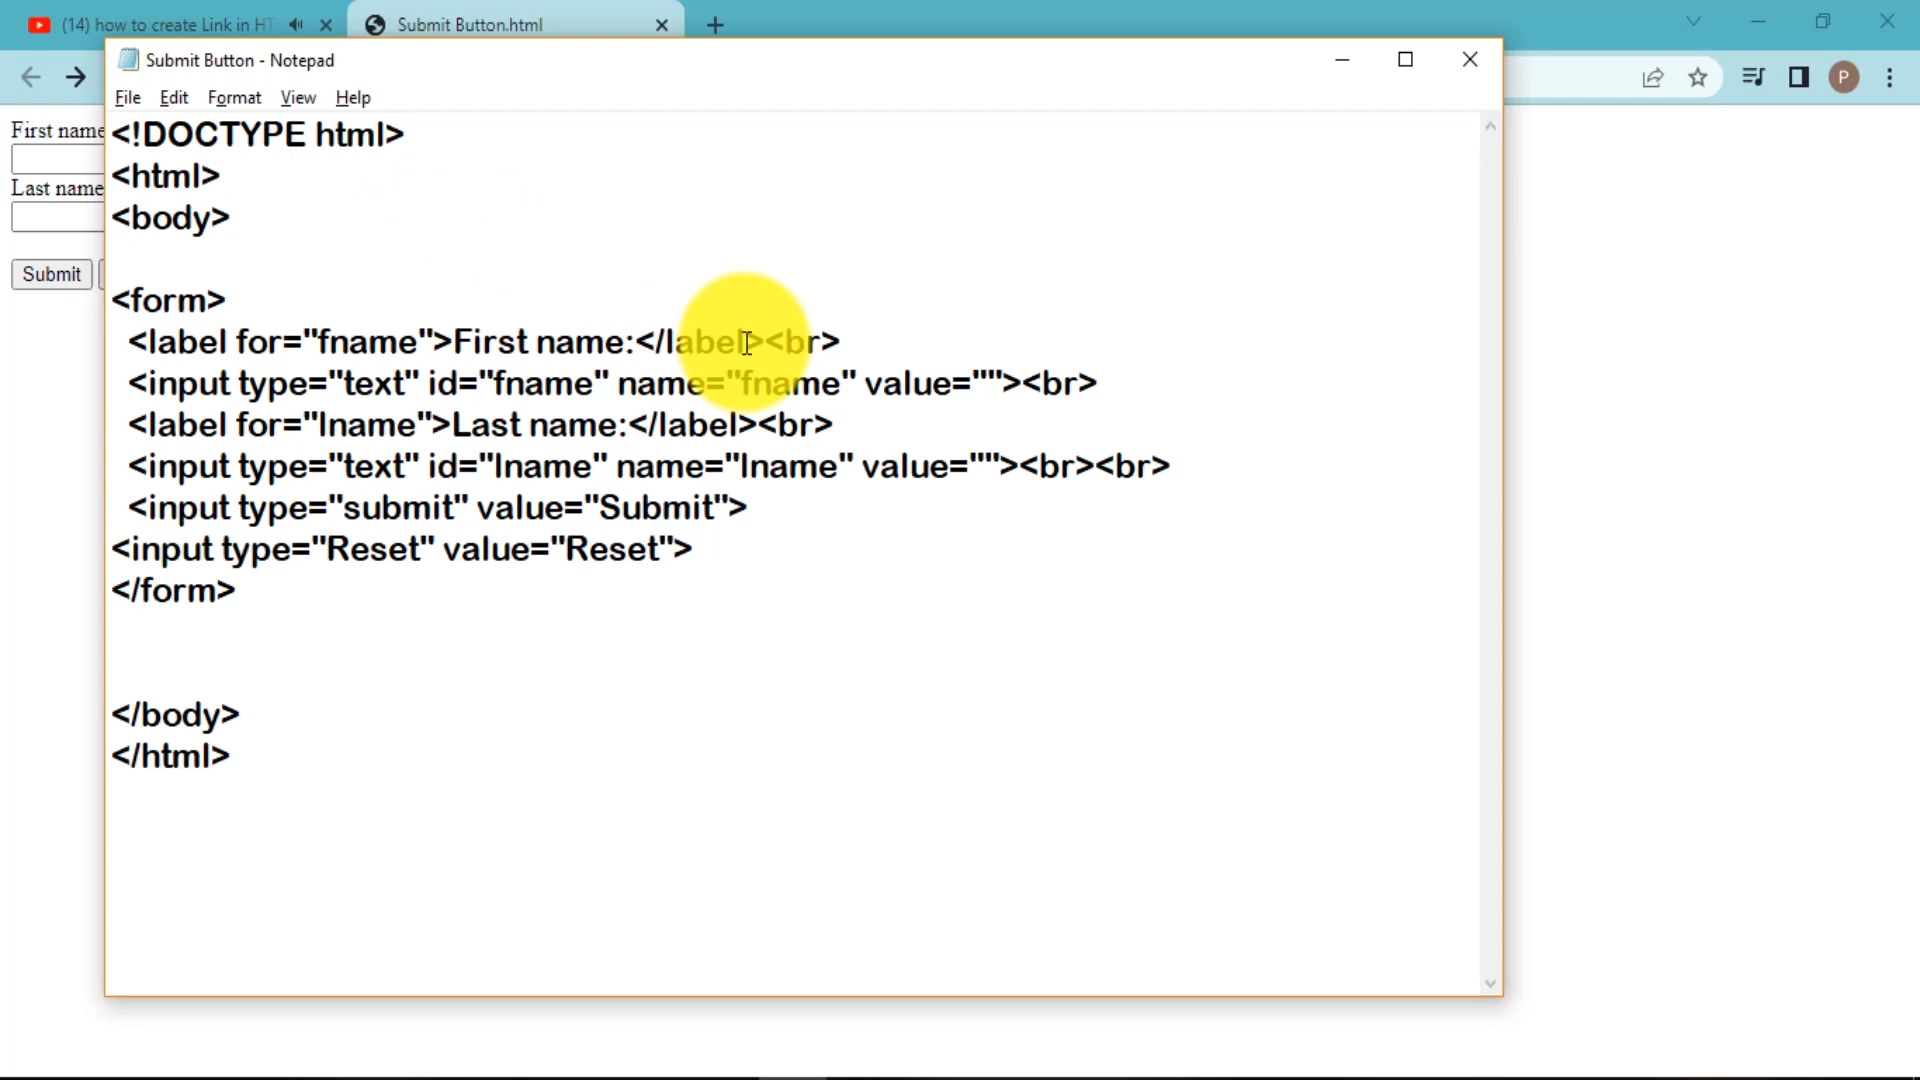 (14) how to create Link in HT
Submit Button.html
Submit Button - Notepad
P
File Edit Format View Help
First name
Last name
Submit
<!DOCTYPE html>
<html>
<body>
<form>
<label for="fname">First name:</label><br>
<input type="text" id="fname" name="fname" value=""><br>
<label for="lname">Last name:</label><br>
<input type="text" id="lname" name="lname" value=""><br><br>
<input type="submit" value="Submit">
<input type="Reset" value="Reset">
</form>
</body>
</html>